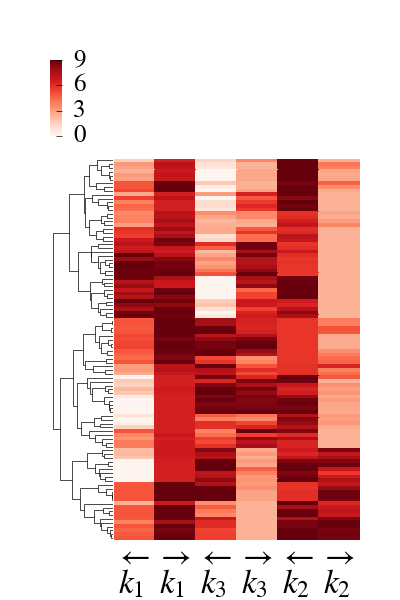 9
6
3
0
← → ← → ← →
k₁ k₁ k₃ k₃ k₂ k₂